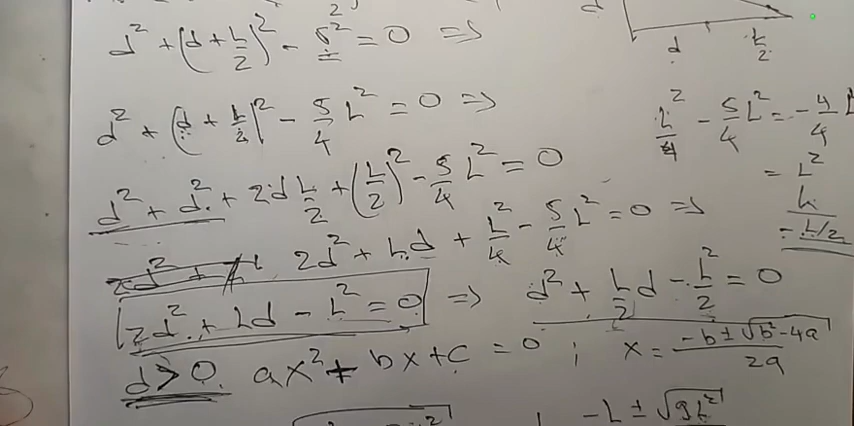 d² + (d + L/2)² - s² = 0 ⇒
d
d L/2
d² + (d + L/2)² - 5/4 L² = 0 ⇒
L²/4 - 5/4 L² = -4/4 L
= L²
d² + d² + 2d L/2 + (L/2)² - 5/4 L² = 0
= L/2
2d² + Ld + L²/4 - 5/4 L² = 0 ⇒
2d² + Ld - L² = 0 ⇒ d² + L/2 d - L²/2 = 0
d > 0. ax² + bx + c = 0 ; x = -b ± √b² - 4a / 2a
-L ± √9L²